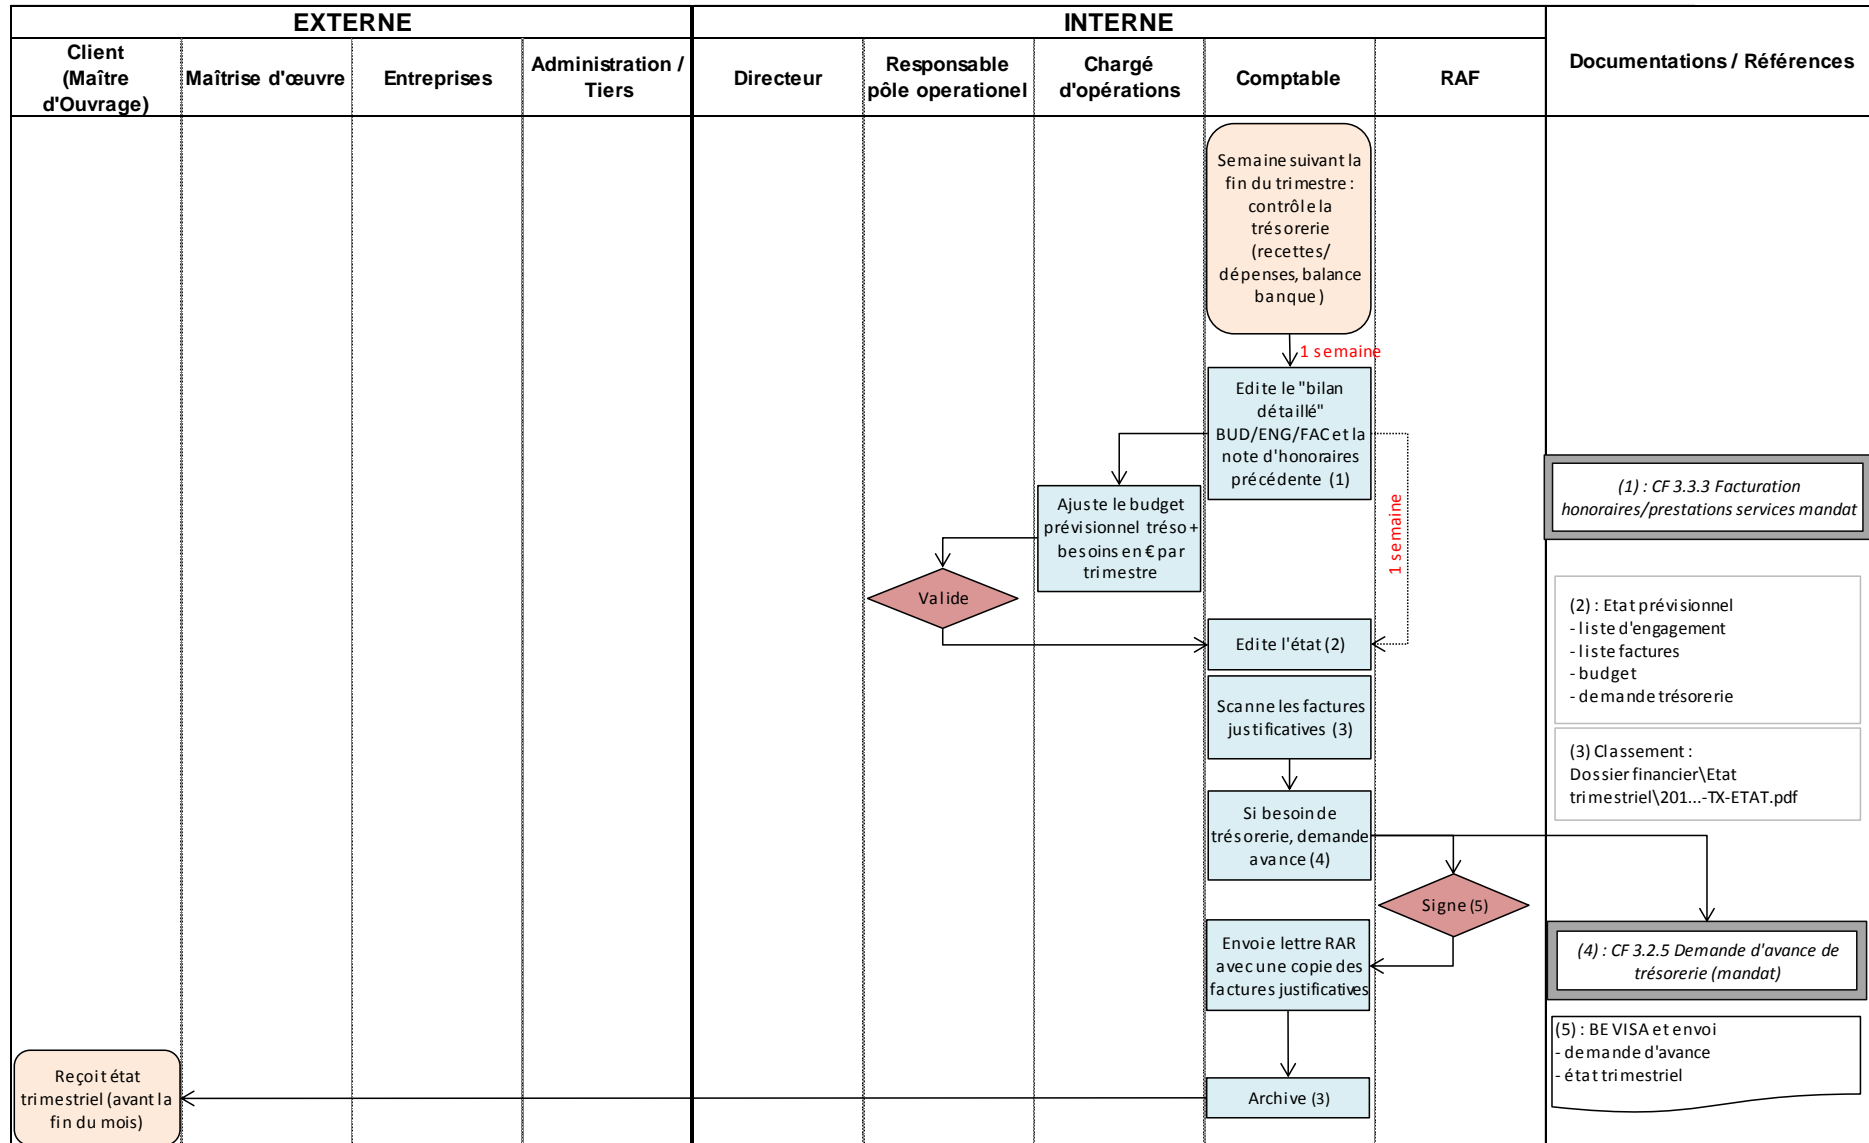 EXTERNE
INTERNE
Client
(Maître
d'Ouvrage)
Maîtrise d'œuvre
Entreprises
Administration /
Tiers
Directeur
Responsable
pôle operationel
Chargé
d'opérations
Comptable
RAF
Documentations / Références
Semaine suivant la
fin du trimestre :
contrôle la
trésorerie
(recettes/
dépenses, balance
banque )
1 semaine
Edite le "bilan
détaillé"
BUD/ENG/FAC et la
note d'honoraires
précédente (1)
(1) : CF 3.3.3 Facturation
honoraires/prestations services mandat
Ajuste le budget
prévisionnel tréso +
besoins en € par
trimestre
1 semaine
Valide
Edite l'état (2)
(2) : Etat prévisionnel
- liste d'engagement
- liste factures
- budget
- demande trésorerie
Scanne les factures
justificatives (3)
(3) Classement :
Dossier financier\Etat
trimestriel\201...-TX-ETAT.pdf
Si besoin de
trésorerie, demande
avance (4)
Signe (5)
Envoie lettre RAR
avec une copie des
factures justificatives
(4) : CF 3.2.5 Demande d'avance de
trésorerie (mandat)
(5) : BE VISA et envoi
- demande d'avance
- état trimestriel
Reçoit état
trimestriel (avant la
fin du mois)
Archive (3)